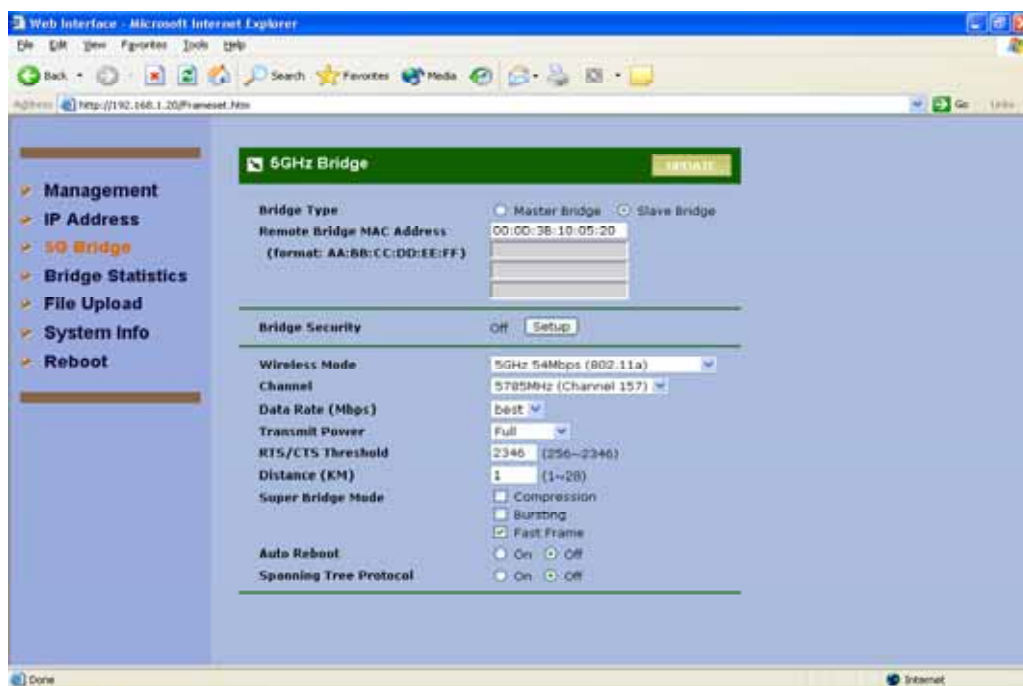 Web Interface - Microsoft Internet Explorer
File Edit View Favorites Tools Help
Back Search Favorites Media
Address http://192.168.1.20/Frameset.htm Go Links
5GHz Bridge UPDATE
Management
IP Address
5G Bridge
Bridge Statistics
File Upload
System Info
Reboot
Bridge Type Master Bridge Slave Bridge
Remote Bridge MAC Address 00:0D:3B:10:05:20
(format: AA:BB:CC:DD:EE:FF)
Bridge Security Off Setup
Wireless Mode 5GHz 54Mbps (802.11a)
Channel 5785MHz (Channel 157)
Data Rate (Mbps) best
Transmit Power Full
RTS/CTS Threshold 2346 (256~2346)
Distance (KM) 1 (1~28)
Super Bridge Mode Compression
Bursting
Fast Frame
Auto Reboot On Off
Spanning Tree Protocol On Off
Done Internet